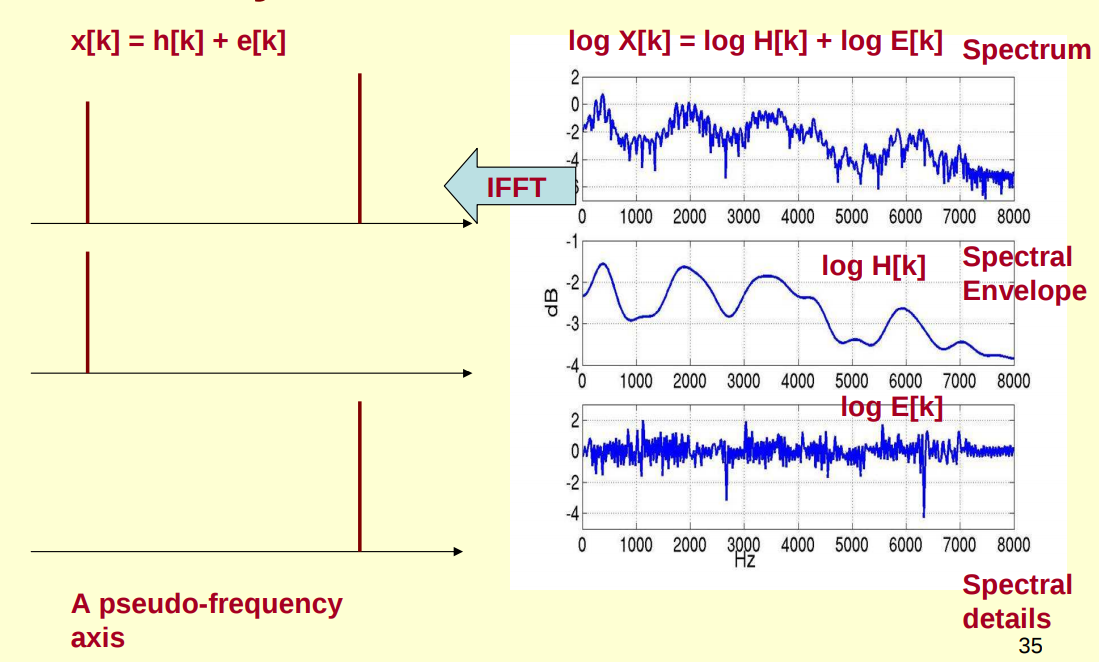 x[k] = h[k] + e[k]
log X[k] = log H[k] + log E[k]
Spectrum
IFFT
2
0
-2
-4
0 1000 2000 3000 4000 5000 6000 7000 8000
-1
-2
-3
-4
dB
log H[k]
Spectral
Envelope
0 1000 2000 3000 4000 5000 6000 7000 8000
log E[k]
2
0
-2
-4
0 1000 2000 3000 4000 5000 6000 7000 8000
Hz
A pseudo-frequency
axis
Spectral
details
35